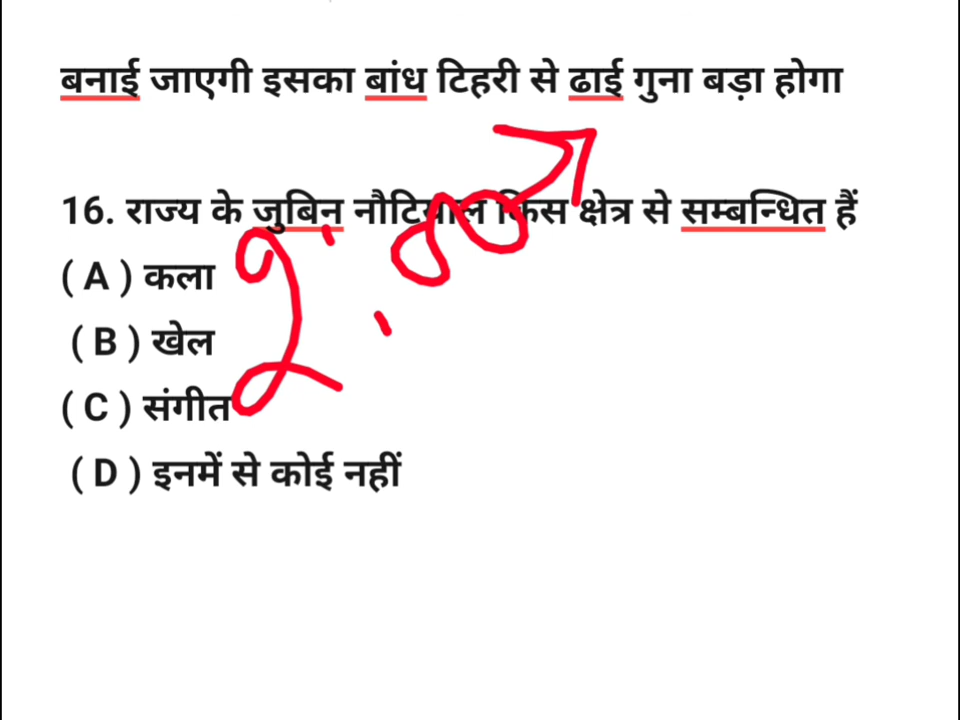 बनाई जाएगी इसका बांध टिहरी से ढाई गुना बड़ा होगा
16. राज्य के जुबिन नौटियाल किस क्षेत्र से सम्बन्धित हैं
( A ) कला
( B ) खेल
( C ) संगीत
( D ) इनमें से कोई नहीं